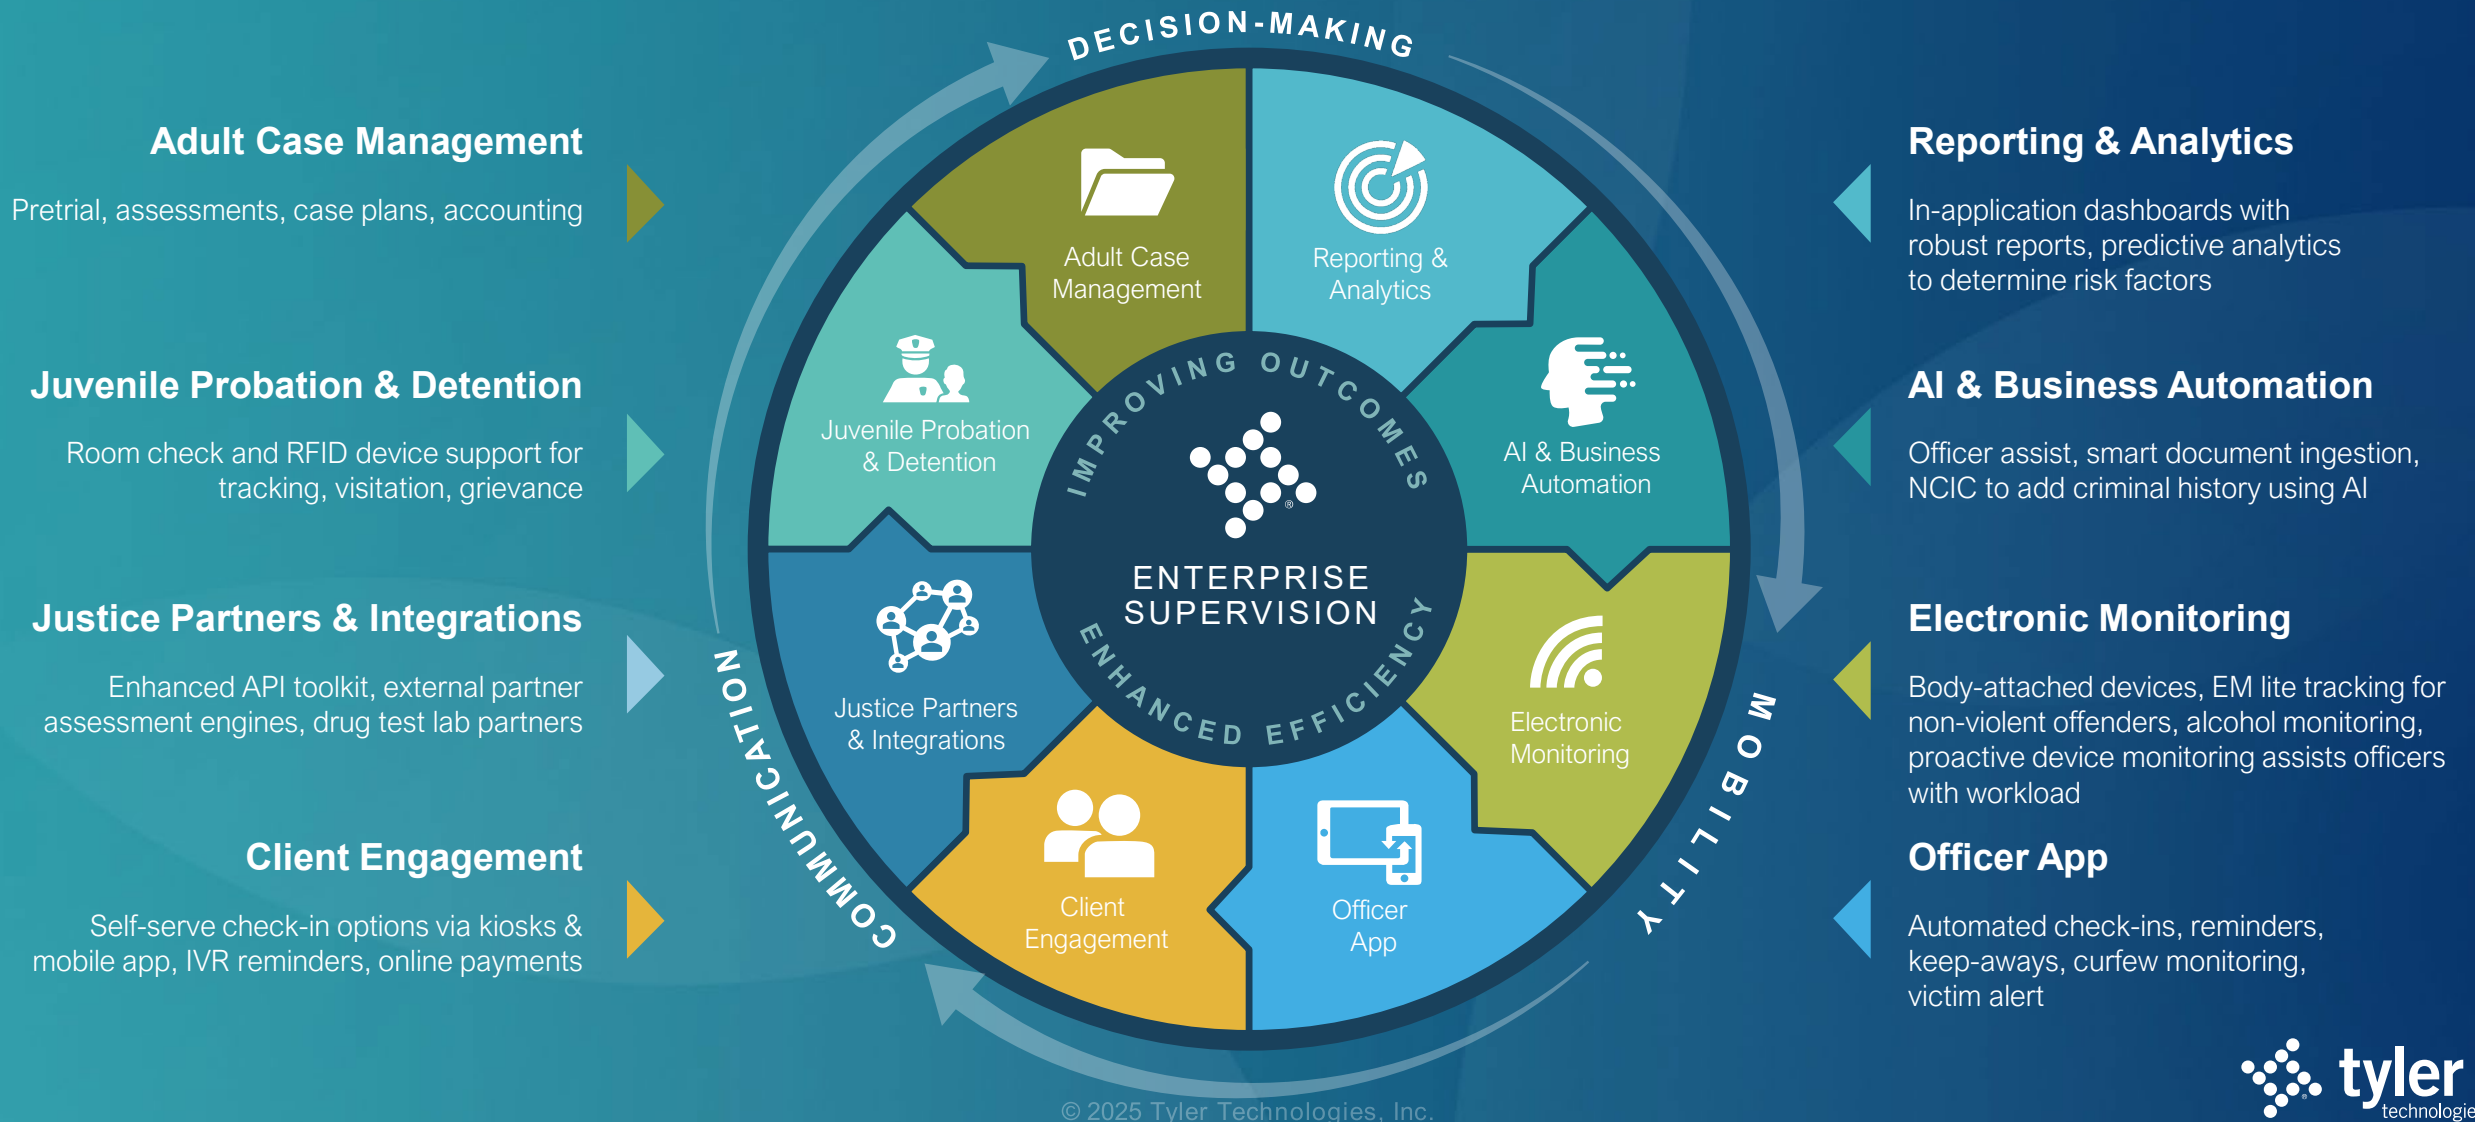 DECISION-MAKING
Adult Case Management
Pretrial, assessments, case plans, accounting
Juvenile Probation & Detention
Room check and RFID device support for
tracking, visitation, grievance
Justice Partners & Integrations
Enhanced API toolkit, external partner
assessment engines, drug test lab partners
Client Engagement
Self-serve check-in options via kiosks &
mobile app, IVR reminders, online payments
Adult Case
Management
Reporting &
Analytics
Juvenile Probation
& Detention
AI & Business
Automation
IMPROVING OUTCOMES
®
ENTERPRISE
SUPERVISION
ENHANCED EFFICIENCY
Justice Partners
& Integrations
Electronic
Monitoring
Client
Engagement
Officer
App
COMMUNICATION
MOBILITY
Reporting & Analytics
In-application dashboards with
robust reports, predictive analytics
to determine risk factors
AI & Business Automation
Officer assist, smart document ingestion,
NCIC to add criminal history using AI
Electronic Monitoring
Body-attached devices, EM lite tracking for
non-violent offenders, alcohol monitoring,
proactive device monitoring assists officers
with workload
Officer App
Automated check-ins, reminders,
keep-aways, curfew monitoring,
victim alert
© 2025 Tyler Technologies, Inc.
tyler
technologie